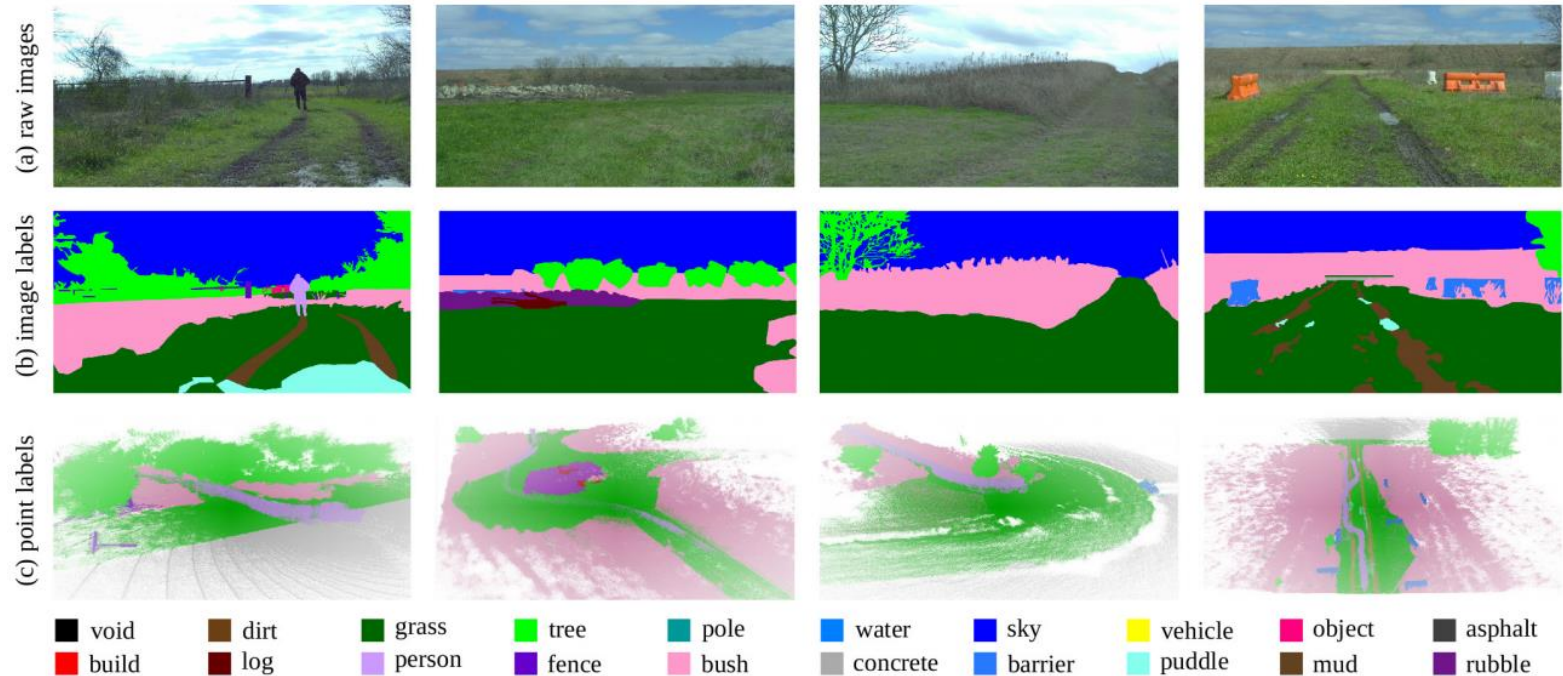 (a) raw images
(b) image labels
(c) point labels
void dirt grass tree pole water sky vehicle object asphalt
build log person fence bush concrete barrier puddle mud rubble